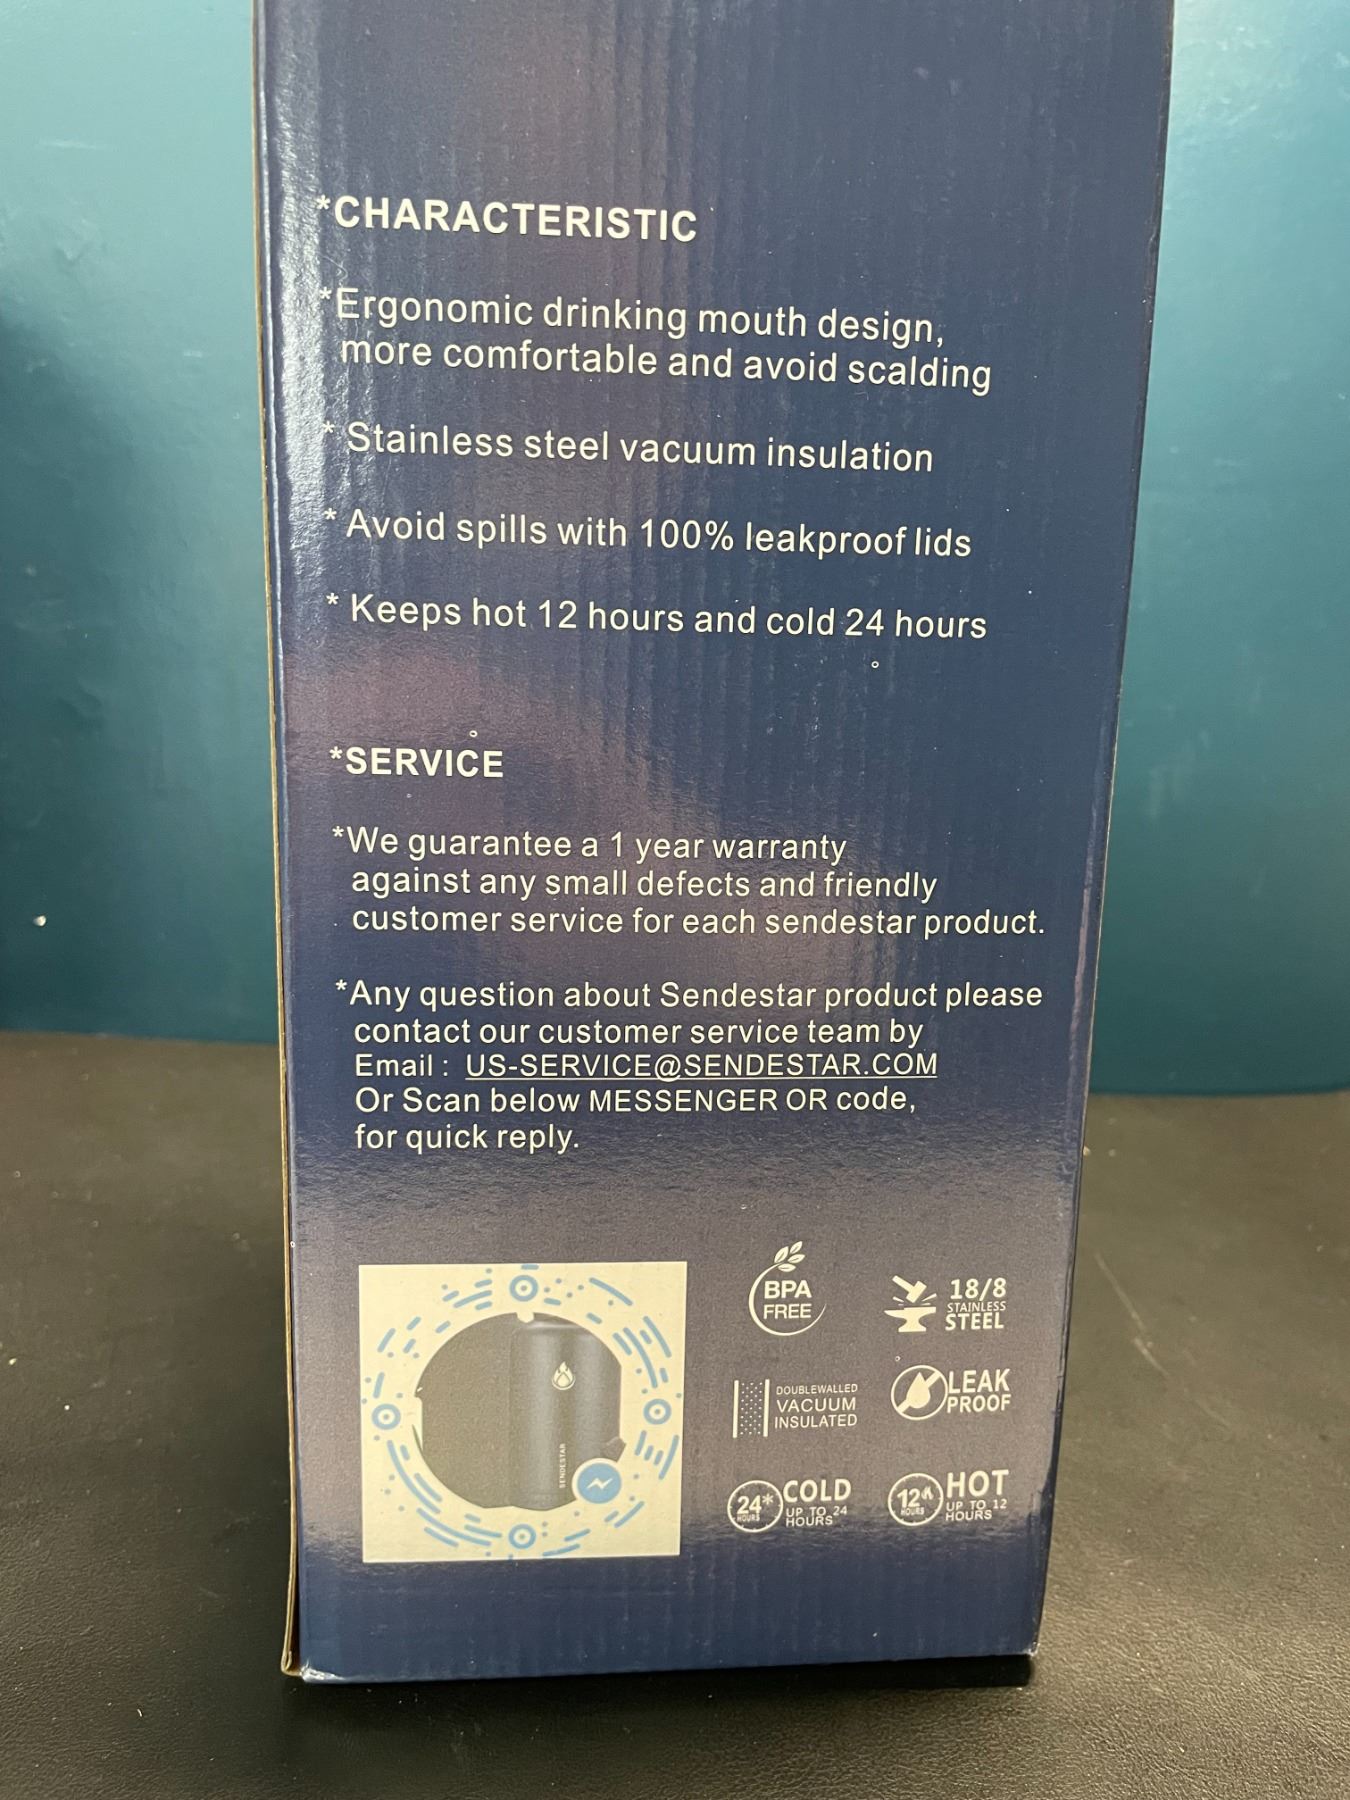 *CHARACTERISTIC
*Ergonomic drinking mouth design,
more comfortable and avoid scalding
* Stainless steel vacuum insulation
* Avoid spills with 100% leakproof lids
* Keeps hot 12 hours and cold 24 hours
*SERVICE
*We guarantee a 1 year warranty
against any small defects and friendly
customer service for each sendestar product.
*Any question about Sendestar product please
contact our customer service team by
Email : US-SERVICE@SENDESTAR.COM
Or Scan below MESSENGER OR code,
for quick reply.
SENDESTAR
BPA
FREE
18/8
STAINLESS
STEEL
DOUBLEWALLED
VACUUM
INSULATED
LEAK
PROOF
24*
HOURS
COLD
UP TO 24
HOURS
12
HOURS
HOT
UP TO 12
HOURS